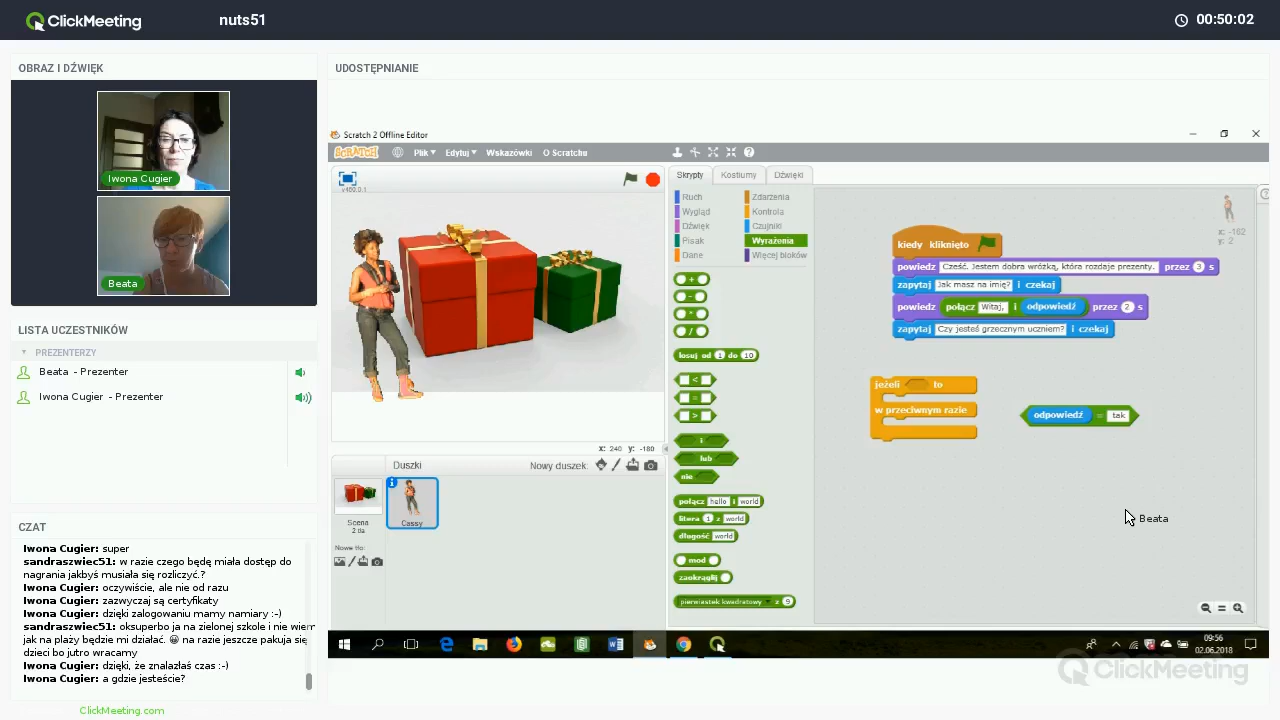 ClickMeeting
nuts51
00:50:02
OBRAZ I DŹWIĘK
Iwona Cugier
Beata
LISTA UCZESTNIKÓW
PREZENTERZY
Beata - Prezenter
Iwona Cugier - Prezenter
CZAT
Iwona Cugier: super
sandraszwiec51: w razie czego będę miała dostęp do
nagrania jakbyś musiała się rozliczyć.?
Iwona Cugier: oczywiście, ale nie od razu
Iwona Cugier: zazwyczaj są certyfikaty
Iwona Cugier: dzięki zalogowaniu mamy namiary :-)
sandraszwiec51: oksuperbo ja na zielonej szkole i nie wiem
jak na plaży będzie mi działać. 😀 na razie jeszcze pakuja się
dzieci bo jutro wracamy
Iwona Cugier: dzięki, że znalazłaś czas :-)
Iwona Cugier: a gdzie jesteście?
ClickMeeting.com
UDOSTĘPNIANIE
Scratch 2 Offline Editor
SCRATCH
Plik Edytuj Wskazówki O Scratchu
v460.0.1
x: 240 y: -180
Duszki
Nowy duszek:
Scena
2 tła
Cassy
Nowe tło:
Skrypty Kostiumy Dźwięki
Ruch Zdarzenia
Wygląd Kontrola
Dźwięk Czujniki
Pisak Wyrażenia
Dane Więcej bloków
+
-
*
/
losuj od 1 do 10
<
=
>
i
lub
nie
połącz hello i world
litera 1 z world
długość world
mod
zaokrąglij
pierwiastek kwadratowy z 9
kiedy kliknięto
powiedz Cześć. Jestem dobra wróżką, która rozdaje prezenty. przez 3 s
zapytaj Jak masz na imię? i czekaj
powiedz połącz Witaj, i odpowiedź przez 2 s
zapytaj Czy jesteś grzecznym uczniem? i czekaj
jeżeli to
w przeciwnym razie
odpowiedź = tak
x: -162
y: 2
Beata
09:56
02.06.2018
ClickMeeting